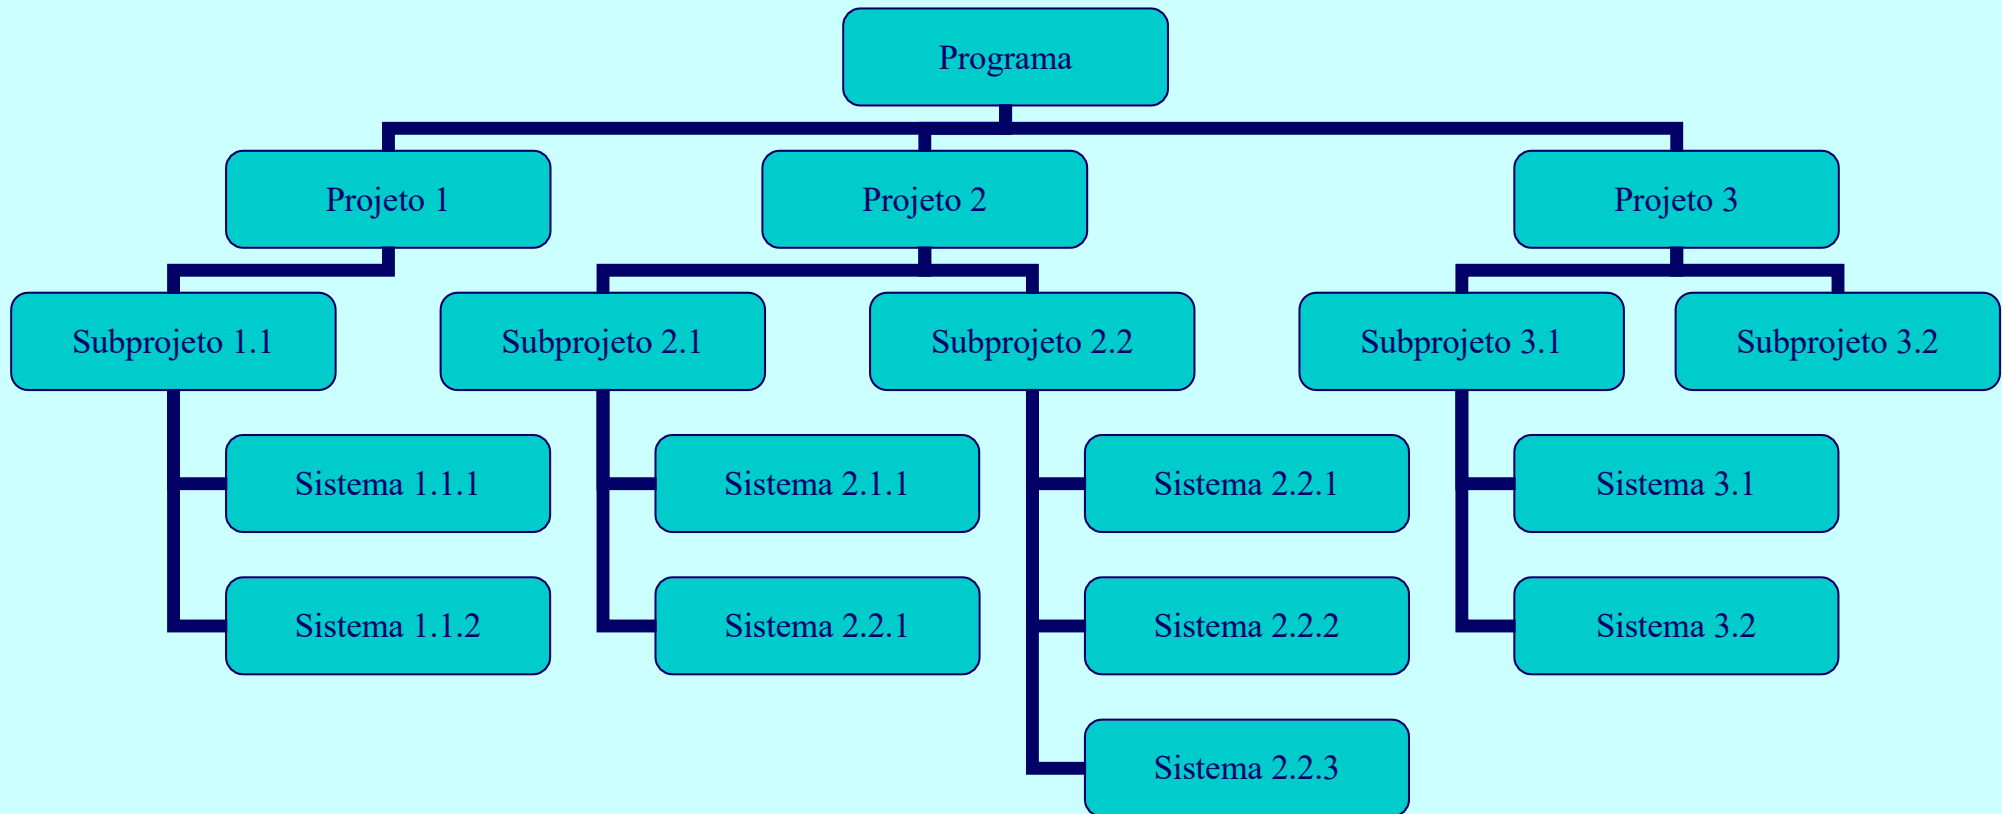 Programa
Projeto 1
Projeto 2
Projeto 3
Subprojeto 1.1
Subprojeto 2.1
Subprojeto 2.2
Subprojeto 3.1
Subprojeto 3.2
Sistema 1.1.1
Sistema 2.1.1
Sistema 2.2.1
Sistema 3.1
Sistema 1.1.2
Sistema 2.2.1
Sistema 2.2.2
Sistema 3.2
Sistema 2.2.3